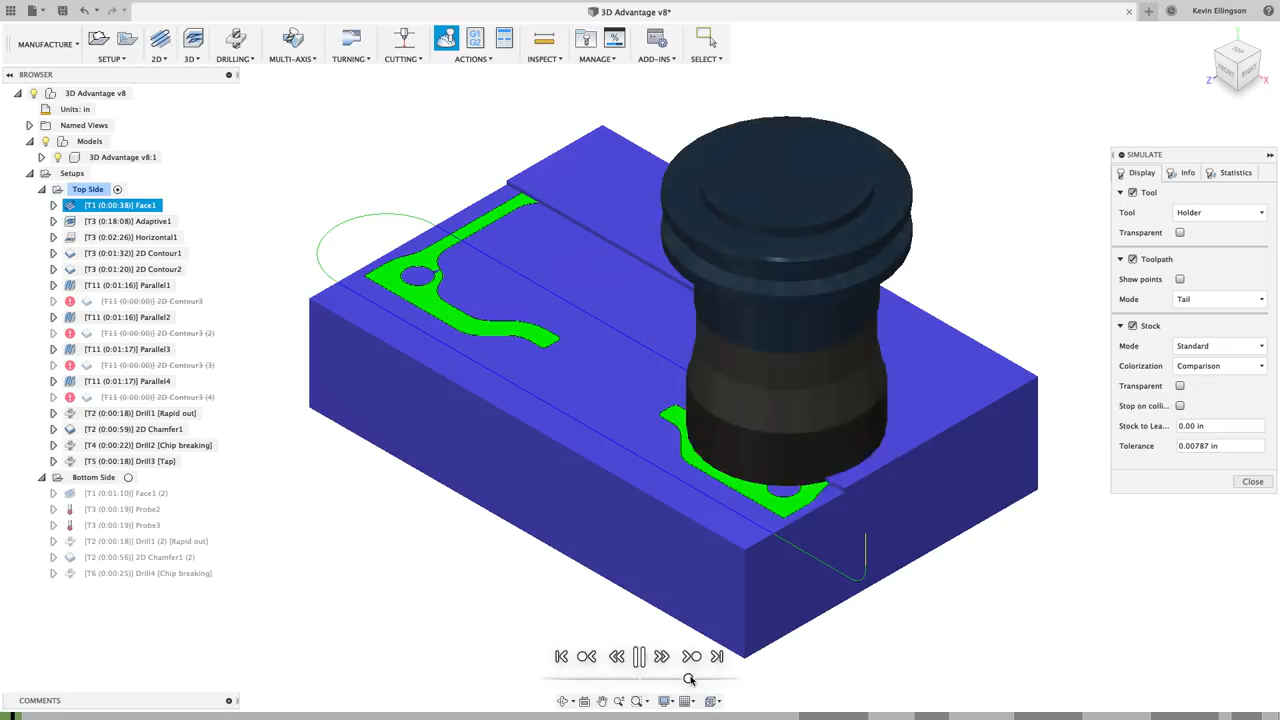 3D Advantage v8*
Kevin Ellingson
MANUFACTURE
G1
G2
SETUP
2D
3D
DRILLING
MULTI-AXIS
TURNING
CUTTING
ACTIONS
INSPECT
MANAGE
ADD-INS
SELECT
BROWSER
3D Advantage v8
Units: in
Named Views
Models
3D Advantage v8:1
Setups
Top Side
[T1 (0:00:38)] Face1
[T3 (0:18:08)] Adaptive1
[T3 (0:02:26)] Horizontal1
[T3 (0:01:32)] 2D Contour1
[T3 (0:01:20)] 2D Contour2
[T11 (0:01:16)] Parallel1
[T11 (0:00:00)] 2D Contour3
[T11 (0:01:16)] Parallel2
[T11 (0:00:00)] 2D Contour3 (2)
[T11 (0:01:17)] Parallel3
[T11 (0:00:00)] 2D Contour3 (3)
[T11 (0:01:17)] Parallel4
[T11 (0:00:00)] 2D Contour3 (4)
[T2 (0:00:18)] Drill1 [Rapid out]
[T2 (0:00:59)] 2D Chamfer1
[T4 (0:00:22)] Drill2 [Chip breaking]
[T5 (0:00:18)] Drill3 [Tap]
Bottom Side
[T1 (0:01:10)] Face1 (2)
[T3 (0:00:19)] Probe2
[T3 (0:00:19)] Probe3
[T2 (0:00:18)] Drill1 (2) [Rapid out]
[T2 (0:00:56)] 2D Chamfer1 (2)
[T6 (0:00:25)] Drill4 [Chip breaking]
COMMENTS
TOP
FRONT
RIGHT
Y
Z
X
SIMULATE
Display
Info
Statistics
Tool
Tool
Holder
Transparent
Toolpath
Show points
Mode
Tail
Stock
Mode
Standard
Colorization
Comparison
Transparent
Stop on colli...
Stock to Lea...
0.00 in
Tolerance
0.00787 in
Close